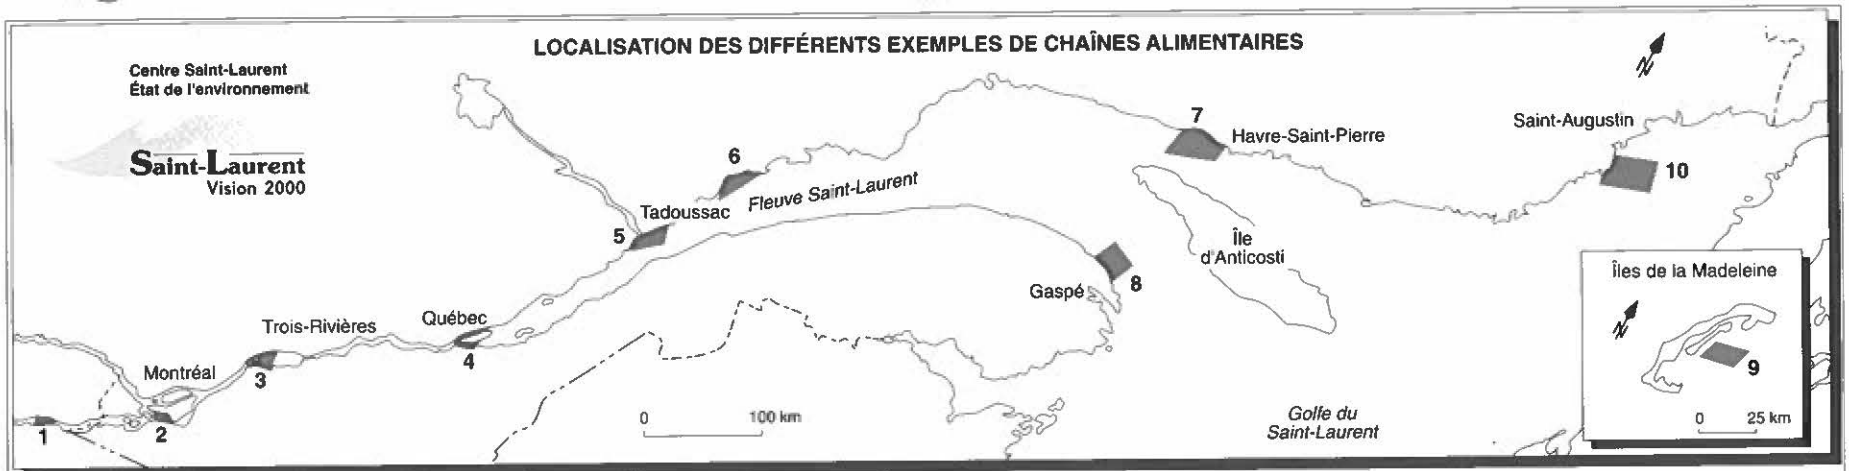 LOCALISATION DES DIFFÉRENTS EXEMPLES DE CHAÎNES ALIMENTAIRES
Centre Saint-Laurent
État de l'environnement
Saint-Laurent
Vision 2000
N
7
Havre-Saint-Pierre
Saint-Augustin
10
6
Fleuve Saint-Laurent
Tadoussac
5
Île
d'Anticosti
8
Gaspé
Québec
4
Trois-Rivières
3
Montréal
1
2
0 100 km
Golfe du
Saint-Laurent
Îles de la Madeleine
N
9
0 25 km